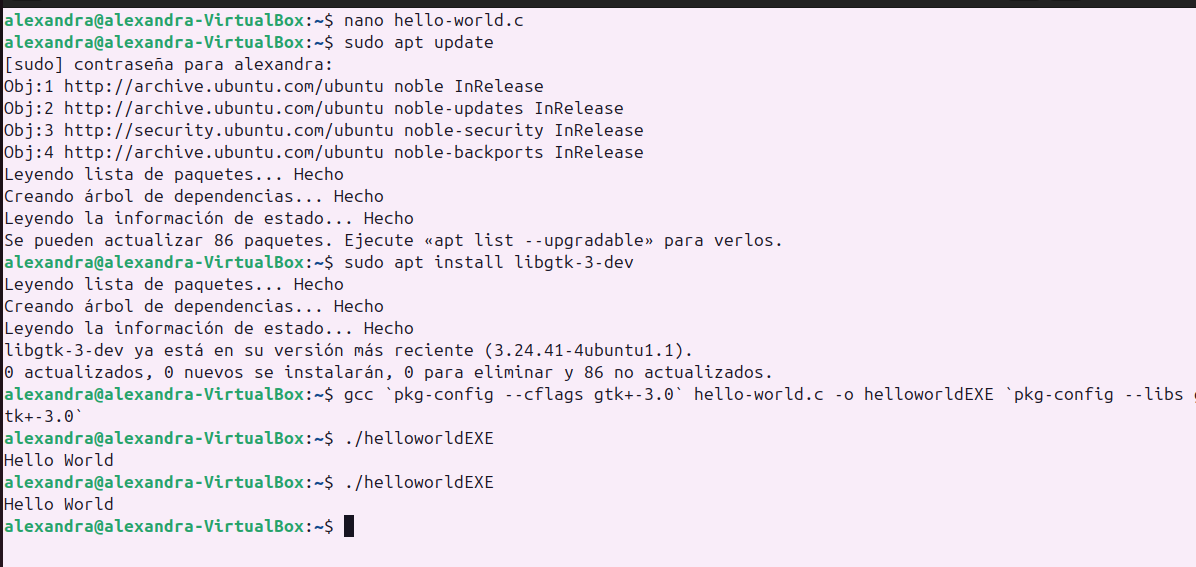 alexandra@alexandra-VirtualBox:~$ nano hello-world.c
alexandra@alexandra-VirtualBox:~$ sudo apt update
[sudo] contraseña para alexandra:
Obj:1 http://archive.ubuntu.com/ubuntu noble InRelease
Obj:2 http://archive.ubuntu.com/ubuntu noble-updates InRelease
Obj:3 http://security.ubuntu.com/ubuntu noble-security InRelease
Obj:4 http://archive.ubuntu.com/ubuntu noble-backports InRelease
Leyendo lista de paquetes... Hecho
Creando árbol de dependencias... Hecho
Leyendo la información de estado... Hecho
Se pueden actualizar 86 paquetes. Ejecute «apt list --upgradable» para verlos.
alexandra@alexandra-VirtualBox:~$ sudo apt install libgtk-3-dev
Leyendo lista de paquetes... Hecho
Creando árbol de dependencias... Hecho
Leyendo la información de estado... Hecho
libgtk-3-dev ya está en su versión más reciente (3.24.41-4ubuntu1.1).
0 actualizados, 0 nuevos se instalarán, 0 para eliminar y 86 no actualizados.
alexandra@alexandra-VirtualBox:~$ gcc `pkg-config --cflags gtk+-3.0` hello-world.c -o helloworldEXE `pkg-config --libs g
tk+-3.0`
alexandra@alexandra-VirtualBox:~$ ./helloworldEXE
Hello World
alexandra@alexandra-VirtualBox:~$ ./helloworldEXE
Hello World
alexandra@alexandra-VirtualBox:~$